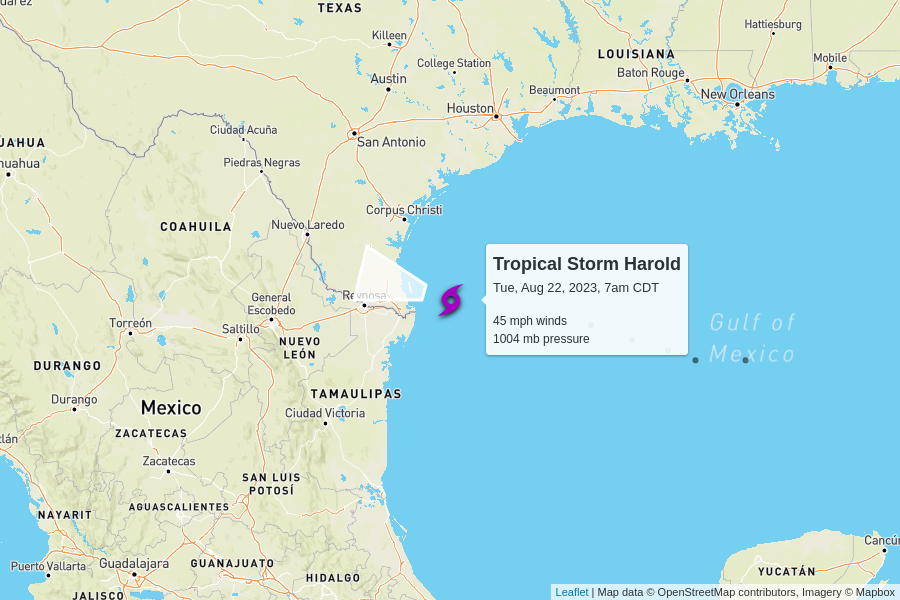 TEXAS
Killeen
College Station
Austin
Houston
Beaumont
LOUISIANA
Baton Rouge
Hattiesburg
Mobile
New Orleans
San Antonio
Ciudad Acuña
Piedras Negras
COAHUILA
Nuevo Laredo
Corpus Christi
Tropical Storm Harold
Tue, Aug 22, 2023, 7am CDT
45 mph winds
1004 mb pressure
Gulf of
Mexico
Reynosa
General
Escobedo
Torreón
Saltillo
NUEVO
LEÓN
DURANGO
Durango
Mexico
TAMAULIPAS
Ciudad Victoria
ZACATECAS
Zacatecas
SAN LUIS
POTOSÍ
AGUASCALIENTES
NAYARIT
Puerto Vallarta
Guadalajara
GUANAJUATO
HIDALGO
JALISCO
YUCATÁN
Leaflet | Map data © OpenStreetMap contributors, Imagery © Mapbox